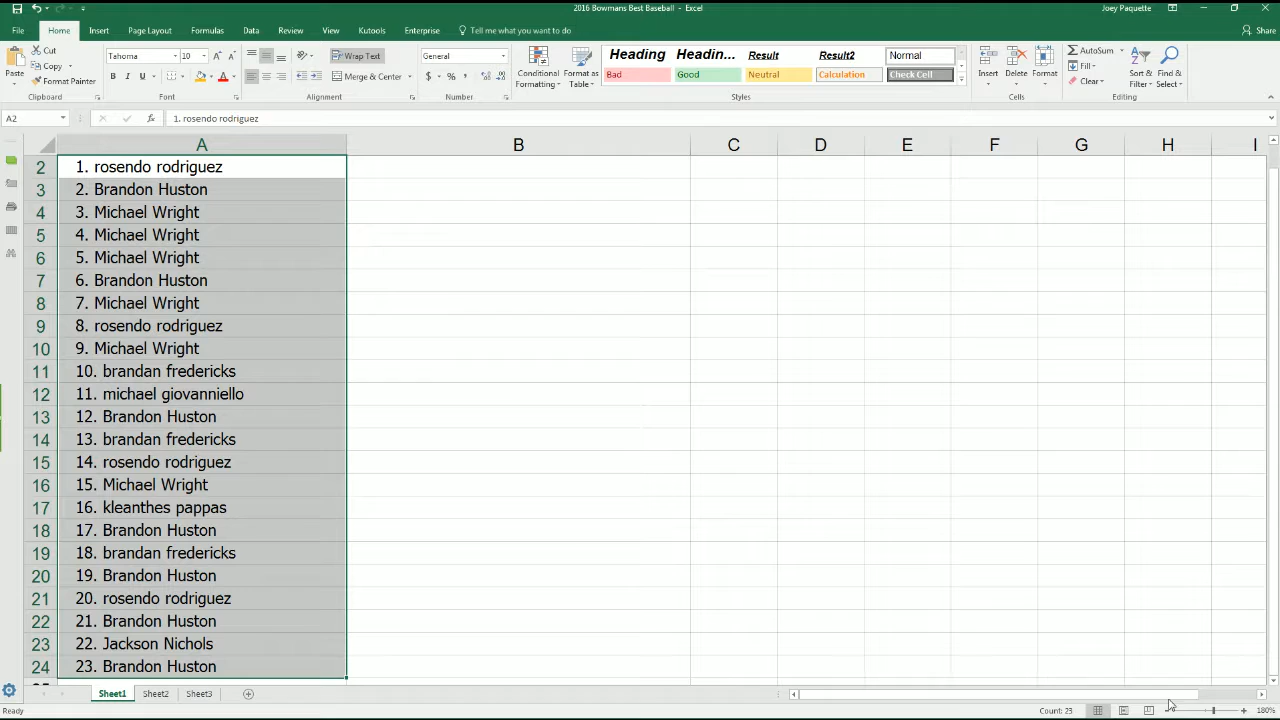 2016 Bowmans Best Baseball - Excel
Joey Paquette
File Home Insert Page Layout Formulas Data Review View Kutools Enterprise Tell me what you want to do Share
Paste Cut Copy Format Painter Clipboard
Tahoma 10 B I U A Font
Wrap Text Merge & Center Alignment
General $ % , Number
Conditional Formatting Format as Table
Heading Headin... Result Result2 Normal
Bad Good Neutral Calculation Check Cell
Styles
Insert Delete Format Cells
AutoSum Fill Clear Sort & Filter Find & Select Editing
A2 fx 1. rosendo rodriguez
A B C D E F G H I
2 1. rosendo rodriguez
3 2. Brandon Huston
4 3. Michael Wright
5 4. Michael Wright
6 5. Michael Wright
7 6. Brandon Huston
8 7. Michael Wright
9 8. rosendo rodriguez
10 9. Michael Wright
11 10. brandan fredericks
12 11. michael giovanniello
13 12. Brandon Huston
14 13. brandan fredericks
15 14. rosendo rodriguez
16 15. Michael Wright
17 16. kleanthes pappas
18 17. Brandon Huston
19 18. brandan fredericks
20 19. Brandon Huston
21 20. rosendo rodriguez
22 21. Brandon Huston
23 22. Jackson Nichols
24 23. Brandon Huston
Sheet1 Sheet2 Sheet3
Ready Count: 23 180%